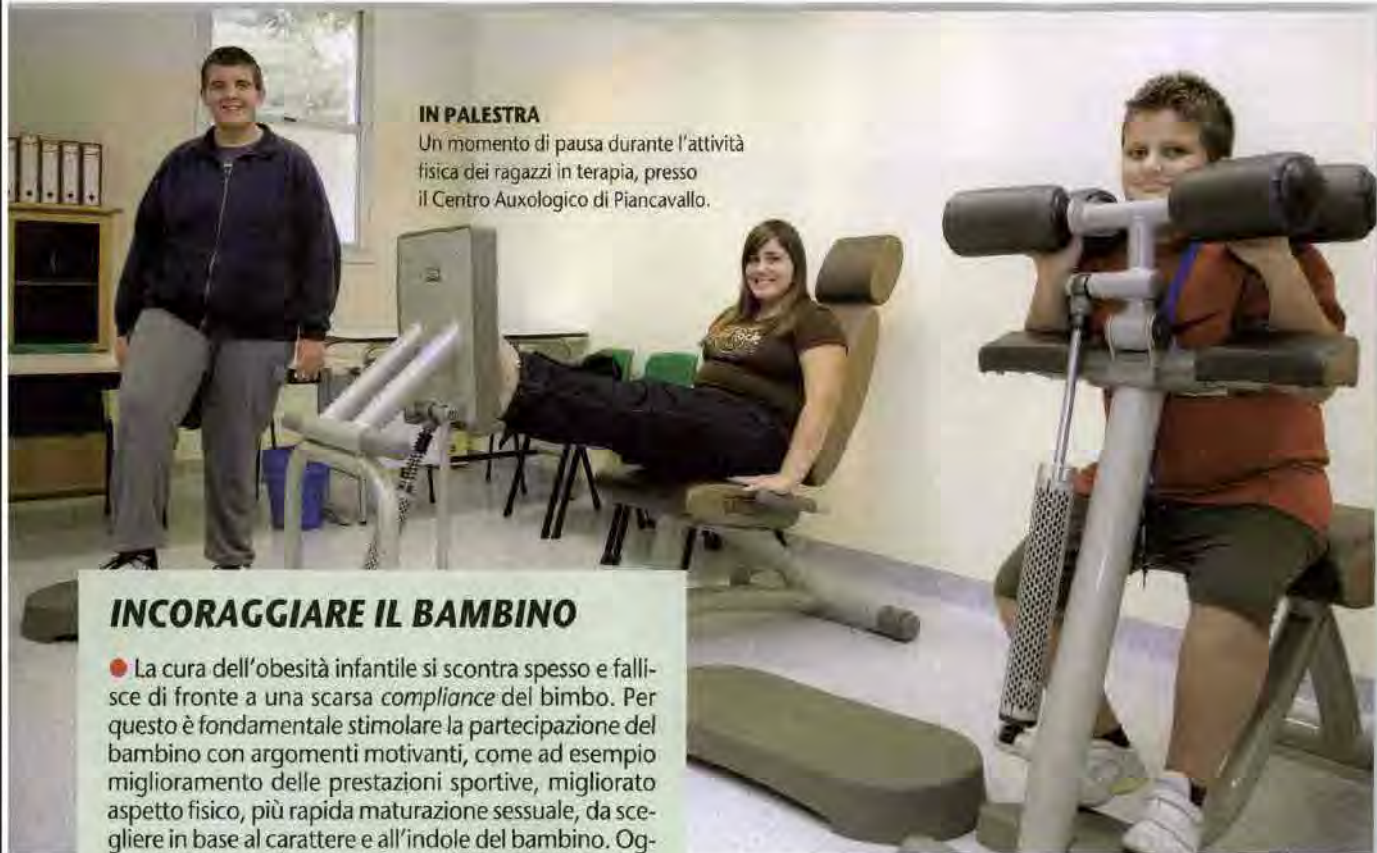 IN PALESTRA
Un momento di pausa durante l'attività
fisica dei ragazzi in terapia, presso
il Centro Auxologico di Piancavallo.
INCORAGGIARE IL BAMBINO
● La cura dell'obesità infantile si scontra spesso e falli-
sce di fronte a una scarsa compliance del bimbo. Per
questo è fondamentale stimolare la partecipazione del
bambino con argomenti motivanti, come ad esempio
miglioramento delle prestazioni sportive, migliorato
aspetto fisico, più rapida maturazione sessuale, da sce-
gliere in base al carattere e all'indole del bambino. Og-